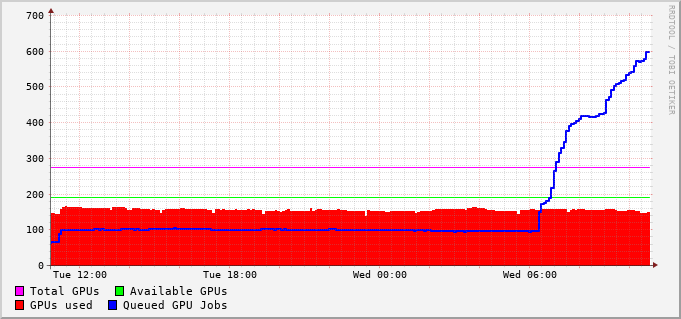 700
600
500
400
300
200
100
0
Tue 12:00 Tue 18:00 Wed 00:00 Wed 06:00
Total GPUs Available GPUs
GPUs used Queued GPU Jobs
RRDTOOL / TOBI OETIKER